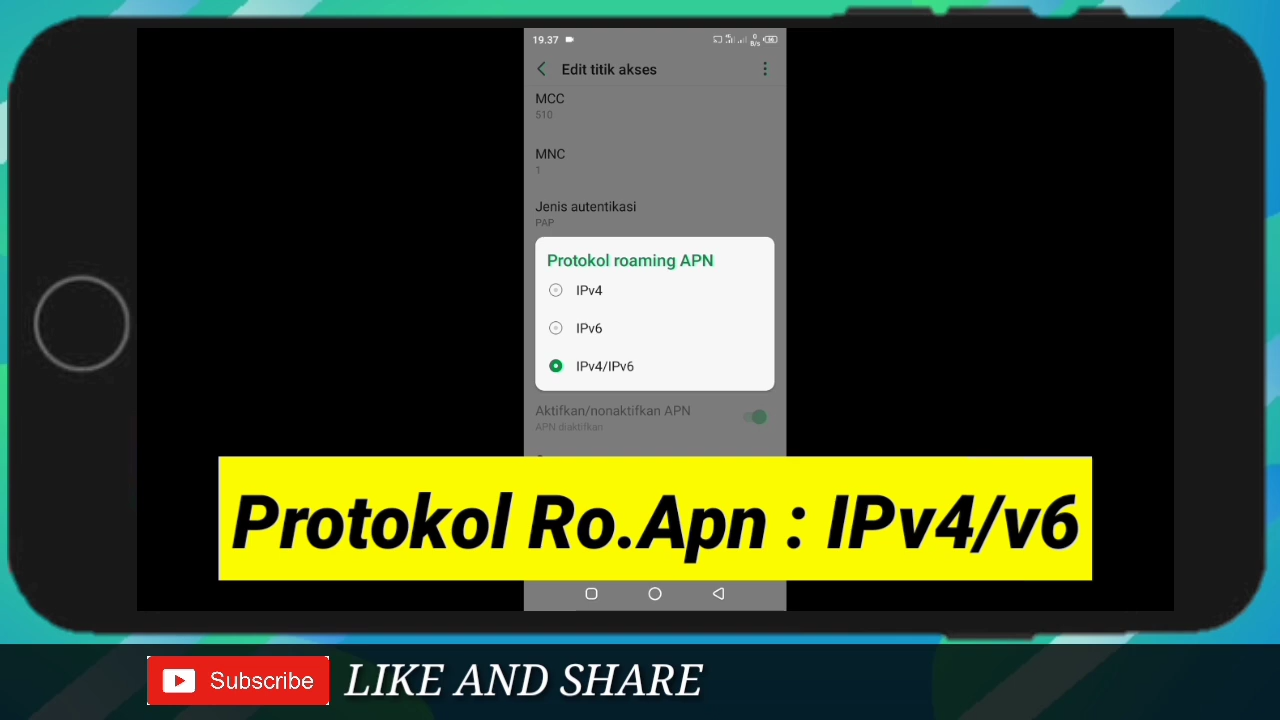 19.37
0
B/s
Edit titik akses
MCC
510
MNC
1
Jenis autentikasi
PAP
Protokol roaming APN
IPv4
IPv6
IPv4/IPv6
Aktifkan/nonaktifkan APN
APN diaktifkan
Protokol Ro.Apn : IPv4/v6
Subscribe
LIKE AND SHARE